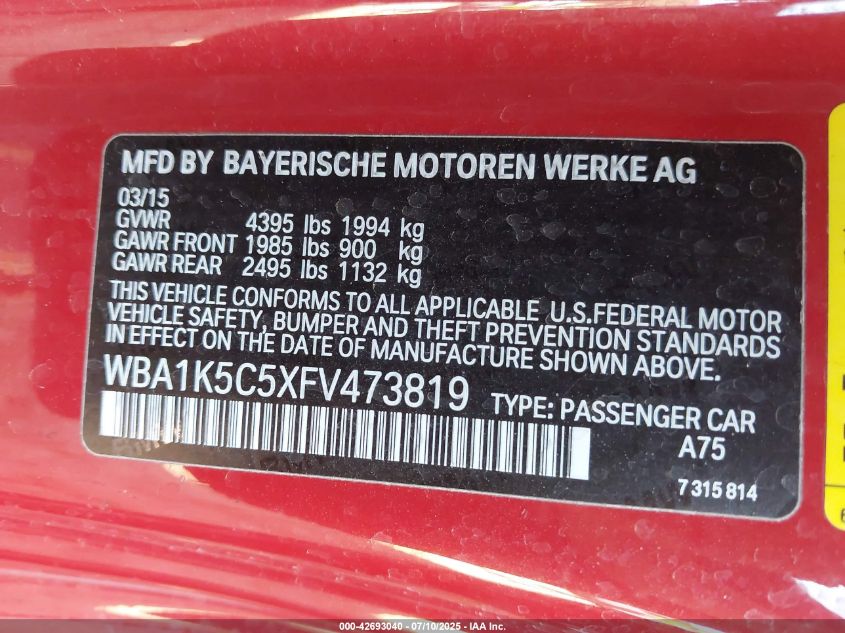 MFD BY BAYERISCHE MOTOREN WERKE AG
03/15
GVWR 4395 lbs 1994 kg
GAWR FRONT 1985 lbs 900 kg
GAWR REAR 2495 lbs 1132 kg
THIS VEHICLE CONFORMS TO ALL APPLICABLE U.S.FEDERAL MOTOR
VEHICLE SAFETY, BUMPER AND THEFT PREVENTION STANDARDS
IN EFFECT ON THE DATE OF MANUFACTURE SHOWN ABOVE.
WBA1K5C5XFV473819 TYPE: PASSENGER CAR
A75
7 315 814
000-42693040 - 07/10/2025 - IAA Inc.